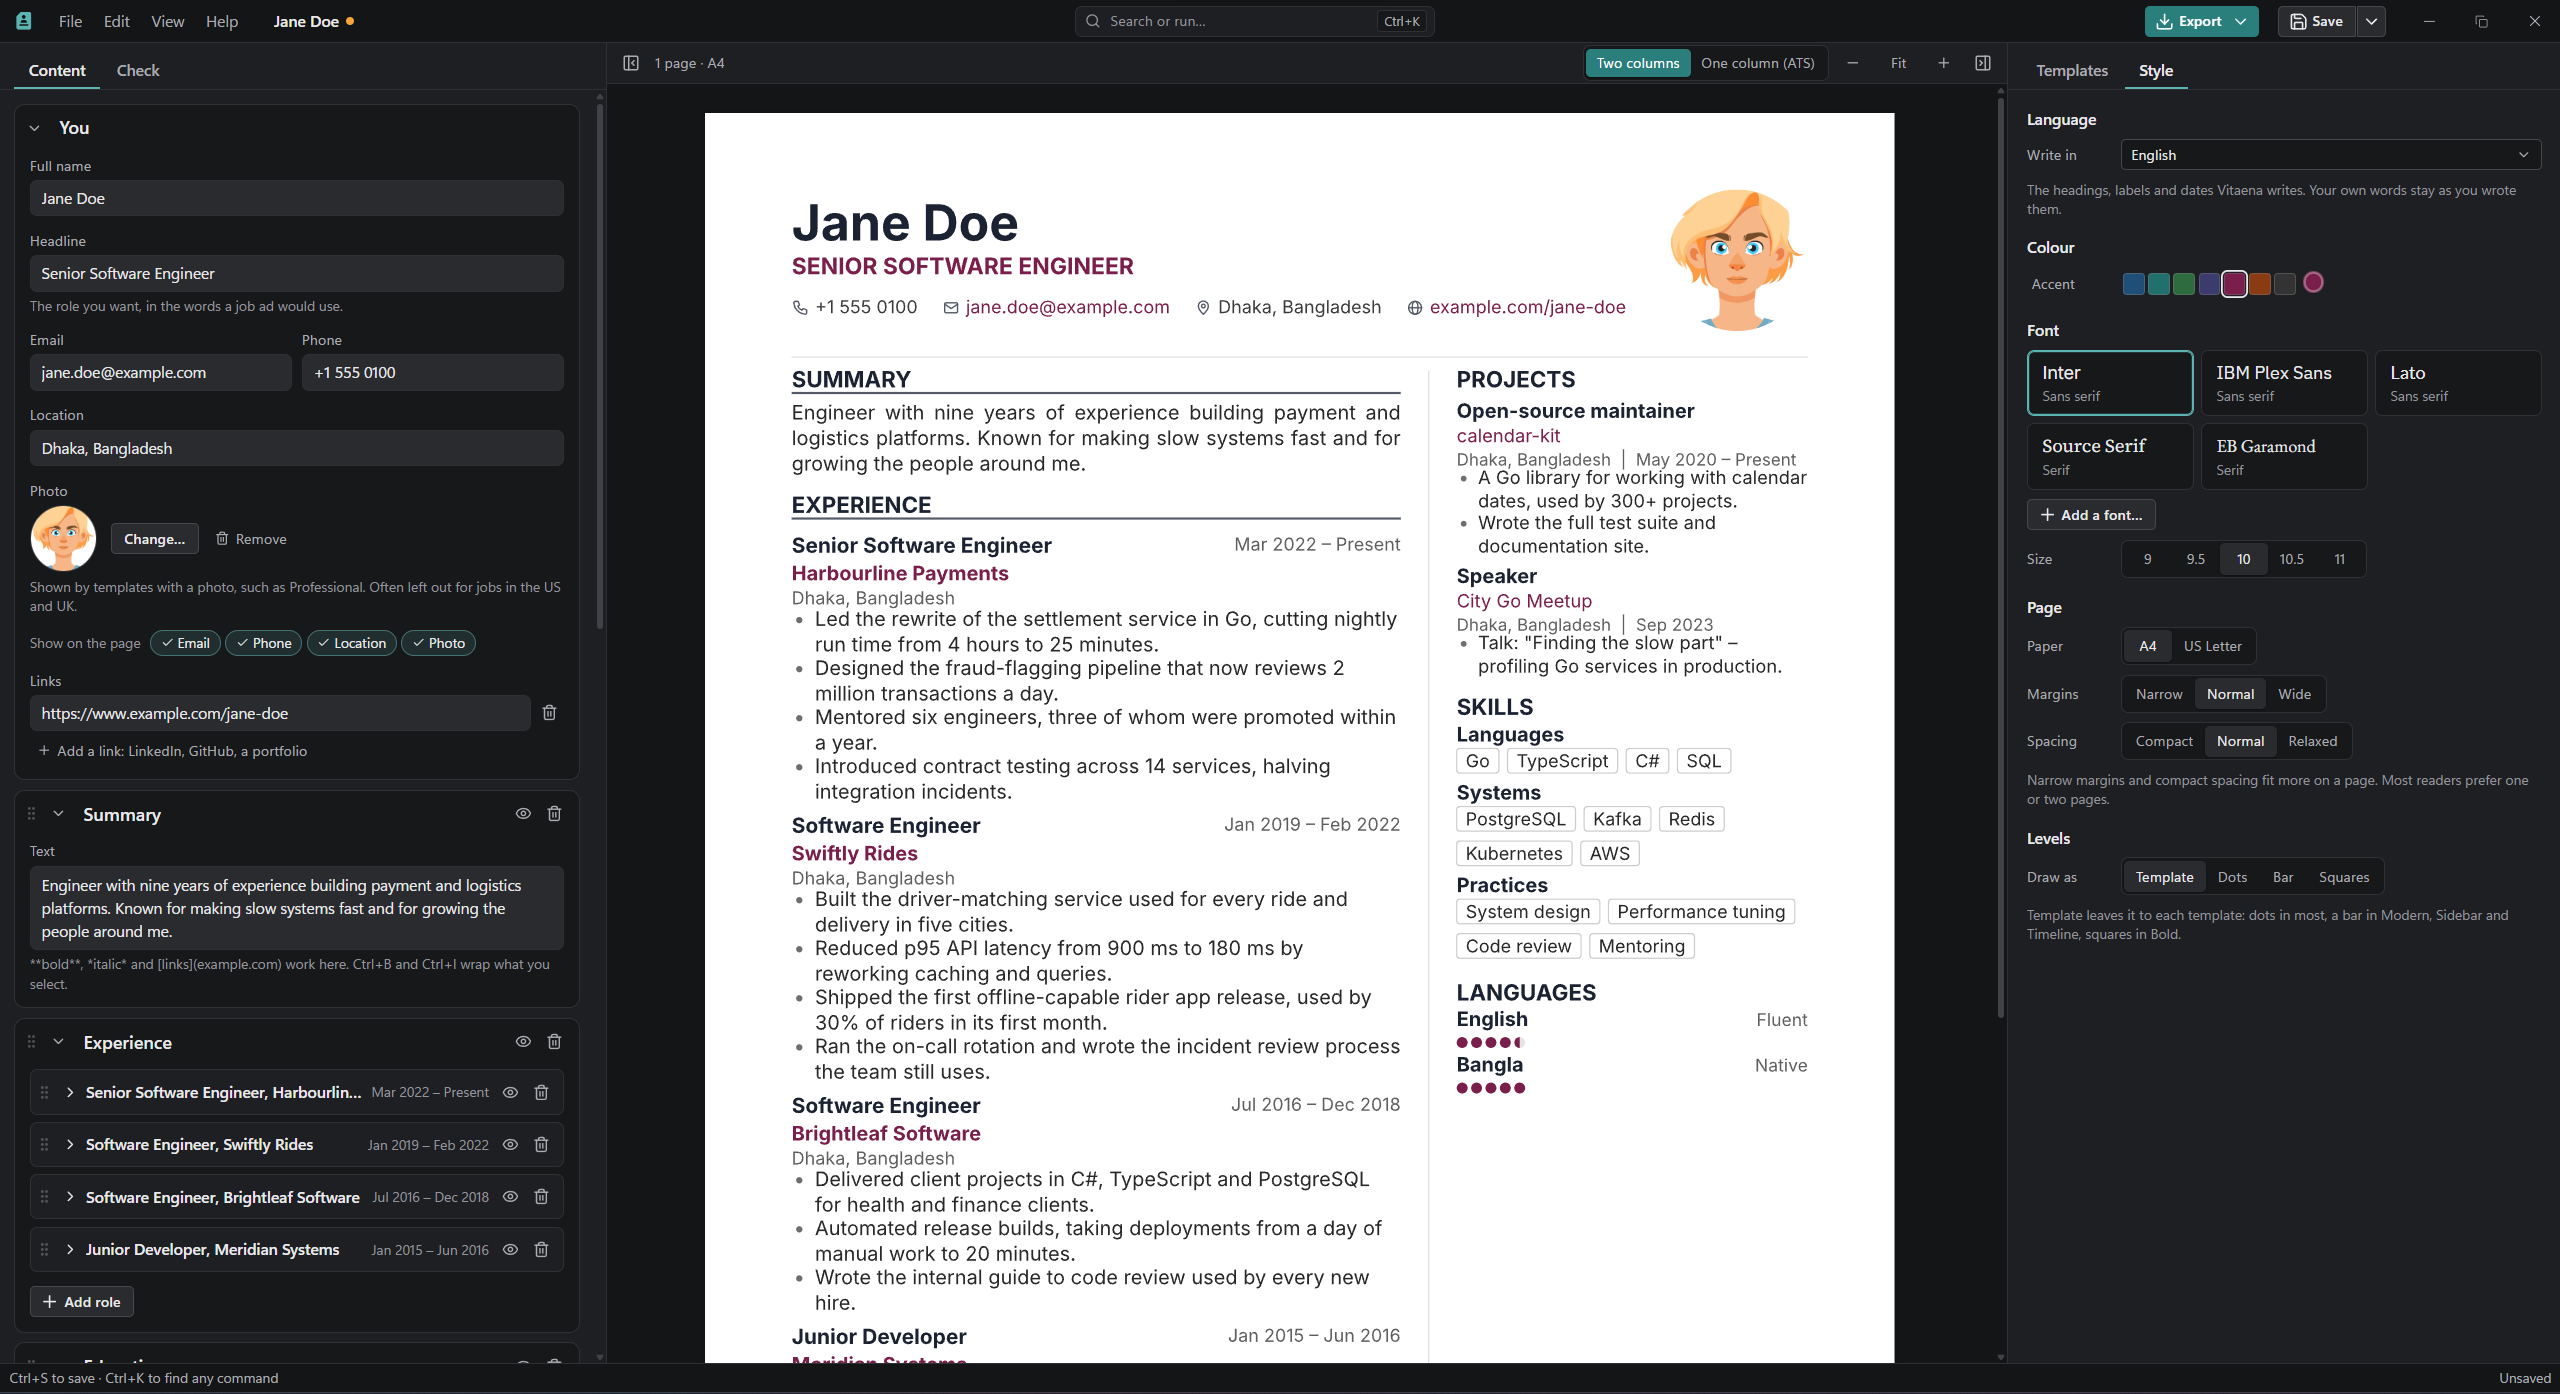 File Edit View Help Jane Doe
Search or run... Ctrl+K
Export Save
Content Check
You
Full name
Jane Doe
Headline
Senior Software Engineer
The role you want, in the words a job ad would use.
Email Phone
jane.doe@example.com +1 555 0100
Location
Dhaka, Bangladesh
Photo
Change... Remove
Shown by templates with a photo, such as Professional. Often left out for jobs in the US
and UK.
Show on the page Email Phone Location Photo
Links
https://www.example.com/jane-doe
+ Add a link: LinkedIn, GitHub, a portfolio
Summary
Text
Engineer with nine years of experience building payment and logistics
platforms. Known for making slow systems fast and for growing the
people around me.
**bold**, *italic* and [links](example.com) work here. Ctrl+B and Ctrl+I wrap what you
select.
Experience
Senior Software Engineer, Harbourlin... Mar 2022 – Present
Software Engineer, Swiftly Rides Jan 2019 – Feb 2022
Software Engineer, Brightleaf Software Jul 2016 – Dec 2018
Junior Developer, Meridian Systems Jan 2015 – Jun 2016
+ Add role
1 page · A4
Two columns One column (ATS) − Fit +
Jane Doe
SENIOR SOFTWARE ENGINEER
+1 555 0100 jane.doe@example.com Dhaka, Bangladesh example.com/jane-doe
SUMMARY
Engineer with nine years of experience building payment and
logistics platforms. Known for making slow systems fast and for
growing the people around me.
EXPERIENCE
Senior Software Engineer Mar 2022 – Present
Harbourline Payments
Dhaka, Bangladesh
• Led the rewrite of the settlement service in Go, cutting nightly
run time from 4 hours to 25 minutes.
• Designed the fraud-flagging pipeline that now reviews 2
million transactions a day.
• Mentored six engineers, three of whom were promoted within
a year.
• Introduced contract testing across 14 services, halving
integration incidents.
Software Engineer Jan 2019 – Feb 2022
Swiftly Rides
Dhaka, Bangladesh
• Built the driver-matching service used for every ride and
delivery in five cities.
• Reduced p95 API latency from 900 ms to 180 ms by
reworking caching and queries.
• Shipped the first offline-capable rider app release, used by
30% of riders in its first month.
• Ran the on-call rotation and wrote the incident review process
the team still uses.
Software Engineer Jul 2016 – Dec 2018
Brightleaf Software
Dhaka, Bangladesh
• Delivered client projects in C#, TypeScript and PostgreSQL
for health and finance clients.
• Automated release builds, taking deployments from a day of
manual work to 20 minutes.
• Wrote the internal guide to code review used by every new
hire.
Junior Developer Jan 2015 – Jun 2016
Meridian Systems
PROJECTS
Open-source maintainer
calendar-kit
Dhaka, Bangladesh | May 2020 – Present
• A Go library for working with calendar
dates, used by 300+ projects.
• Wrote the full test suite and
documentation site.
Speaker
City Go Meetup
Dhaka, Bangladesh | Sep 2023
• Talk: "Finding the slow part" –
profiling Go services in production.
SKILLS
Languages
Go TypeScript C# SQL
Systems
PostgreSQL Kafka Redis
Kubernetes AWS
Practices
System design Performance tuning
Code review Mentoring
LANGUAGES
English Fluent
Bangla Native
Templates Style
Language
Write in English
The headings, labels and dates Vitaena writes. Your own words stay as you wrote
them.
Colour
Accent
Font
Inter IBM Plex Sans Lato
Sans serif Sans serif Sans serif
Source Serif EB Garamond
Serif Serif
+ Add a font...
Size 9 9.5 10 10.5 11
Page
Paper A4 US Letter
Margins Narrow Normal Wide
Spacing Compact Normal Relaxed
Narrow margins and compact spacing fit more on a page. Most readers prefer one
or two pages.
Levels
Draw as Template Dots Bar Squares
Template leaves it to each template: dots in most, a bar in Modern, Sidebar and
Timeline, squares in Bold.
Ctrl+S to save · Ctrl+K to find any command
Unsaved